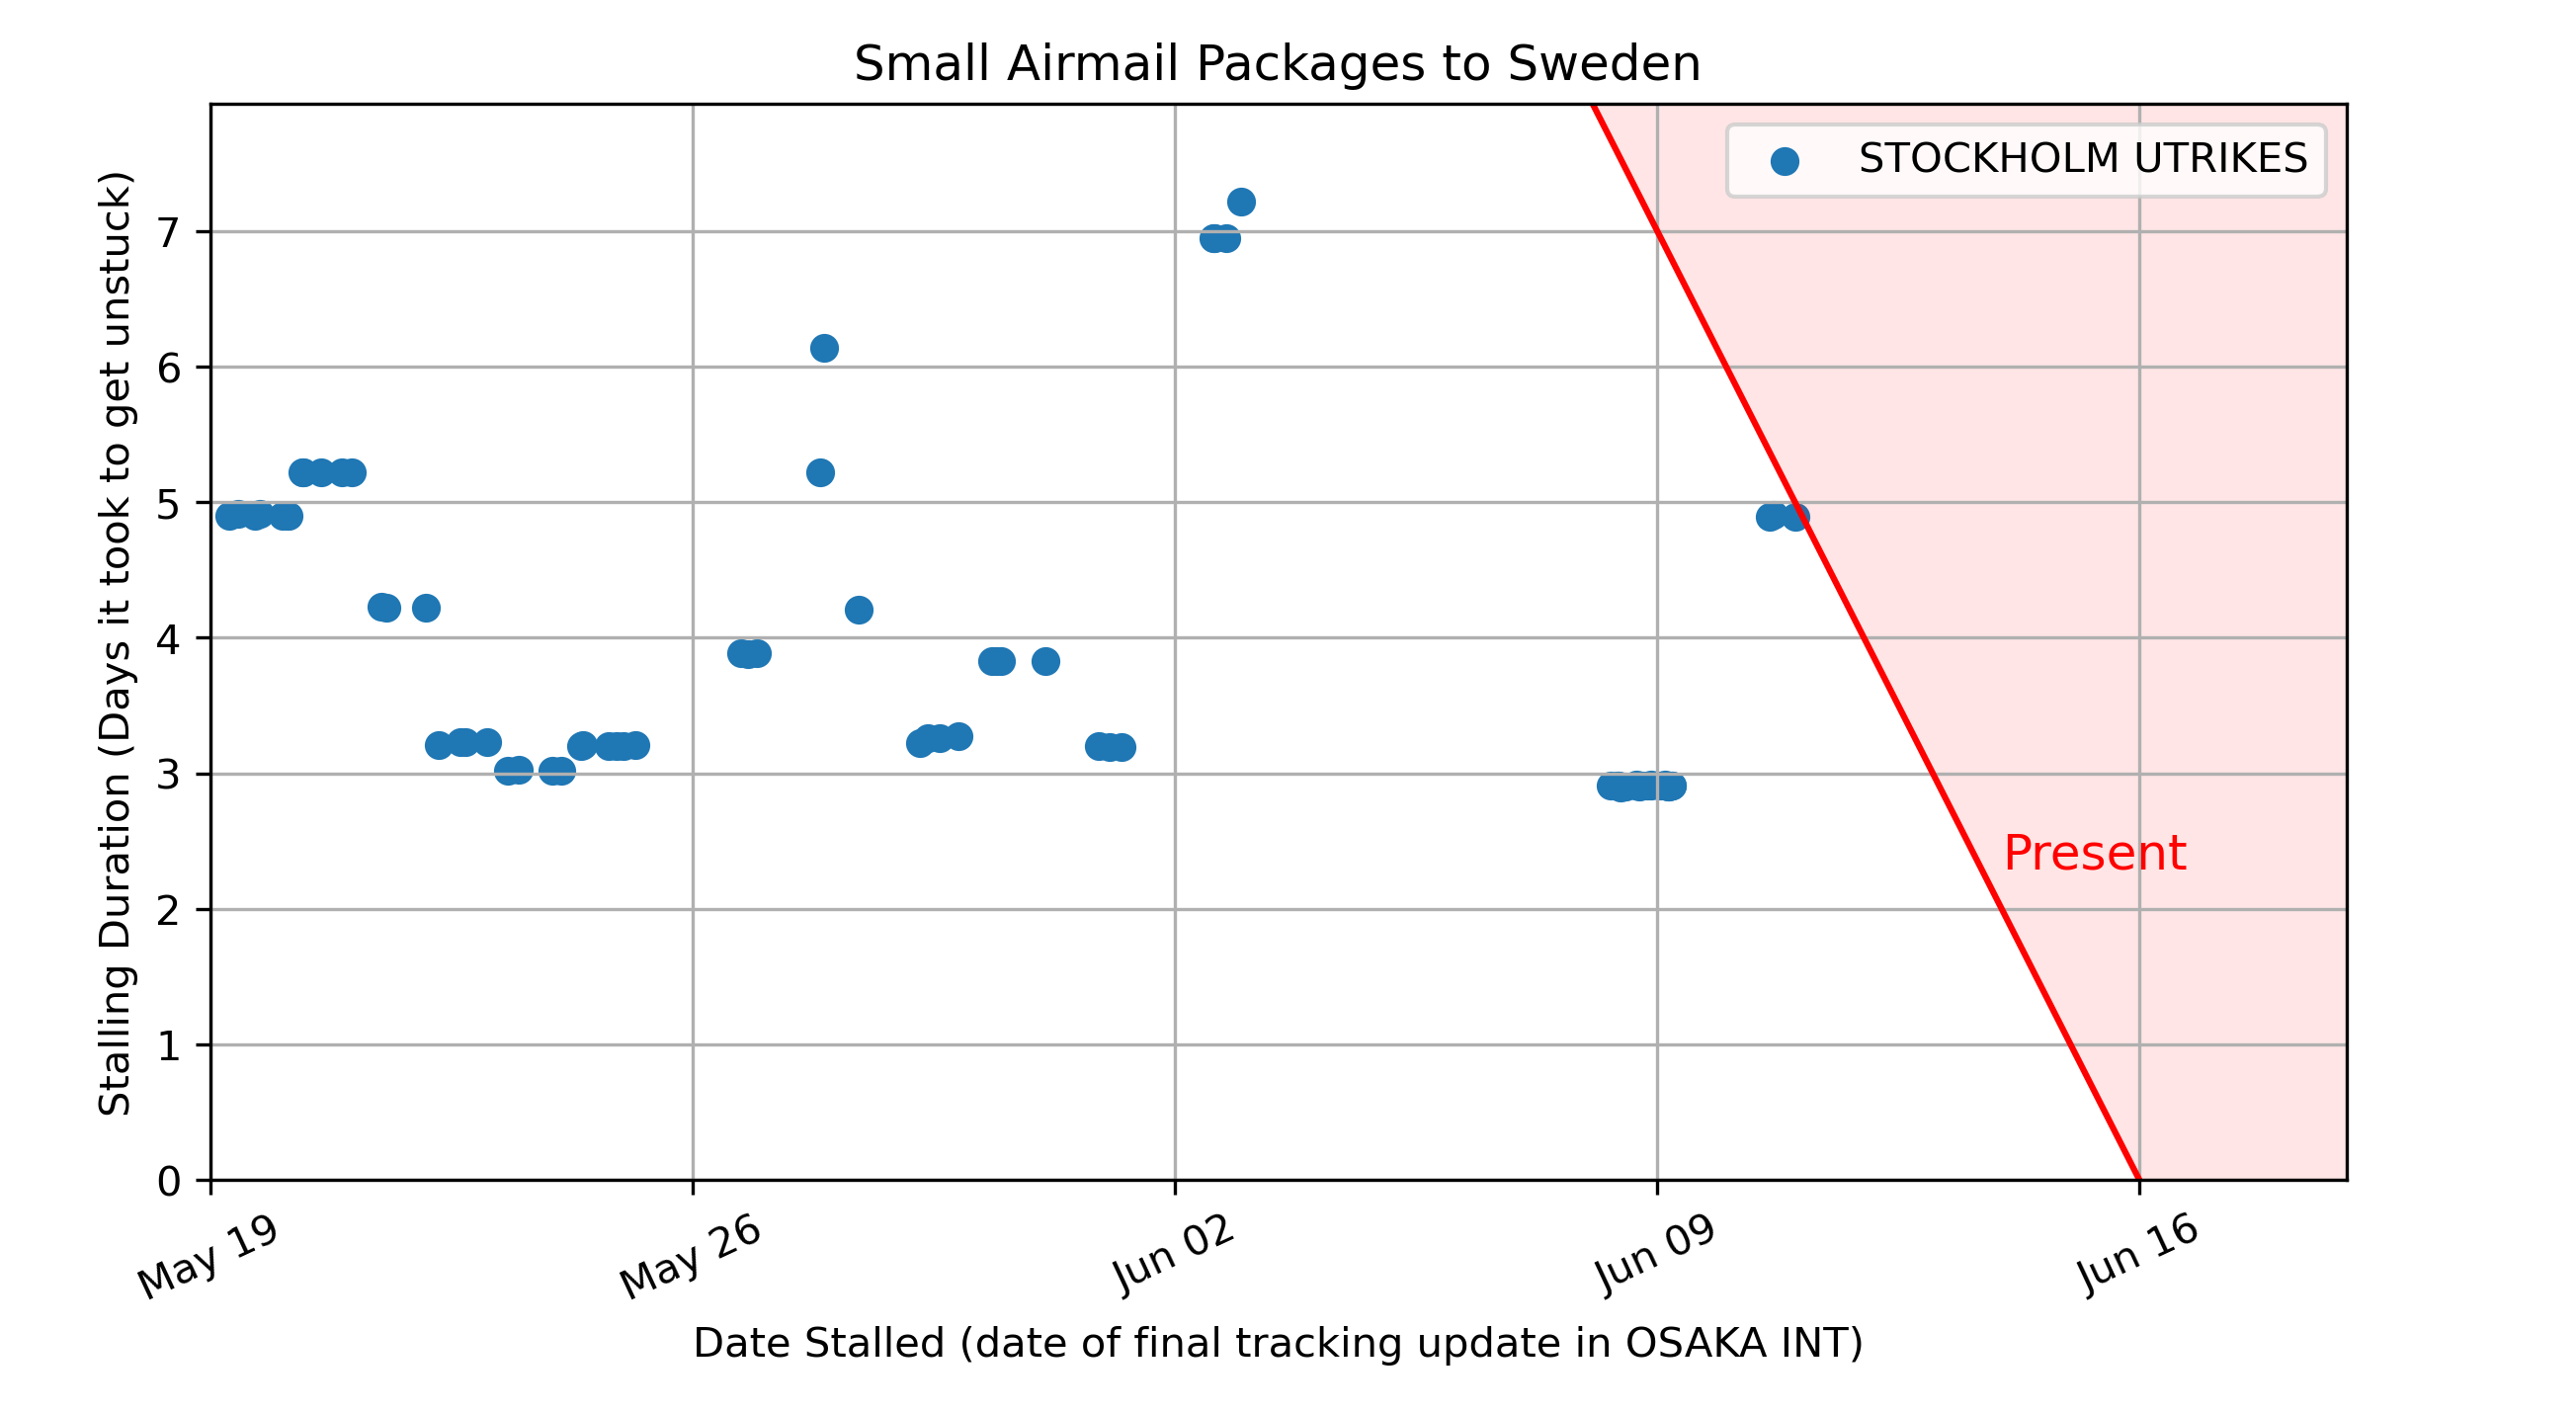 Small Airmail Packages to Sweden
STOCKHOLM UTRIKES
Stalling Duration (Days it took to get unstuck)
7
6
5
4
3
2
1
0
Present
May 19
May 26
Jun 02
Jun 09
Jun 16
Date Stalled (date of final tracking update in OSAKA INT)